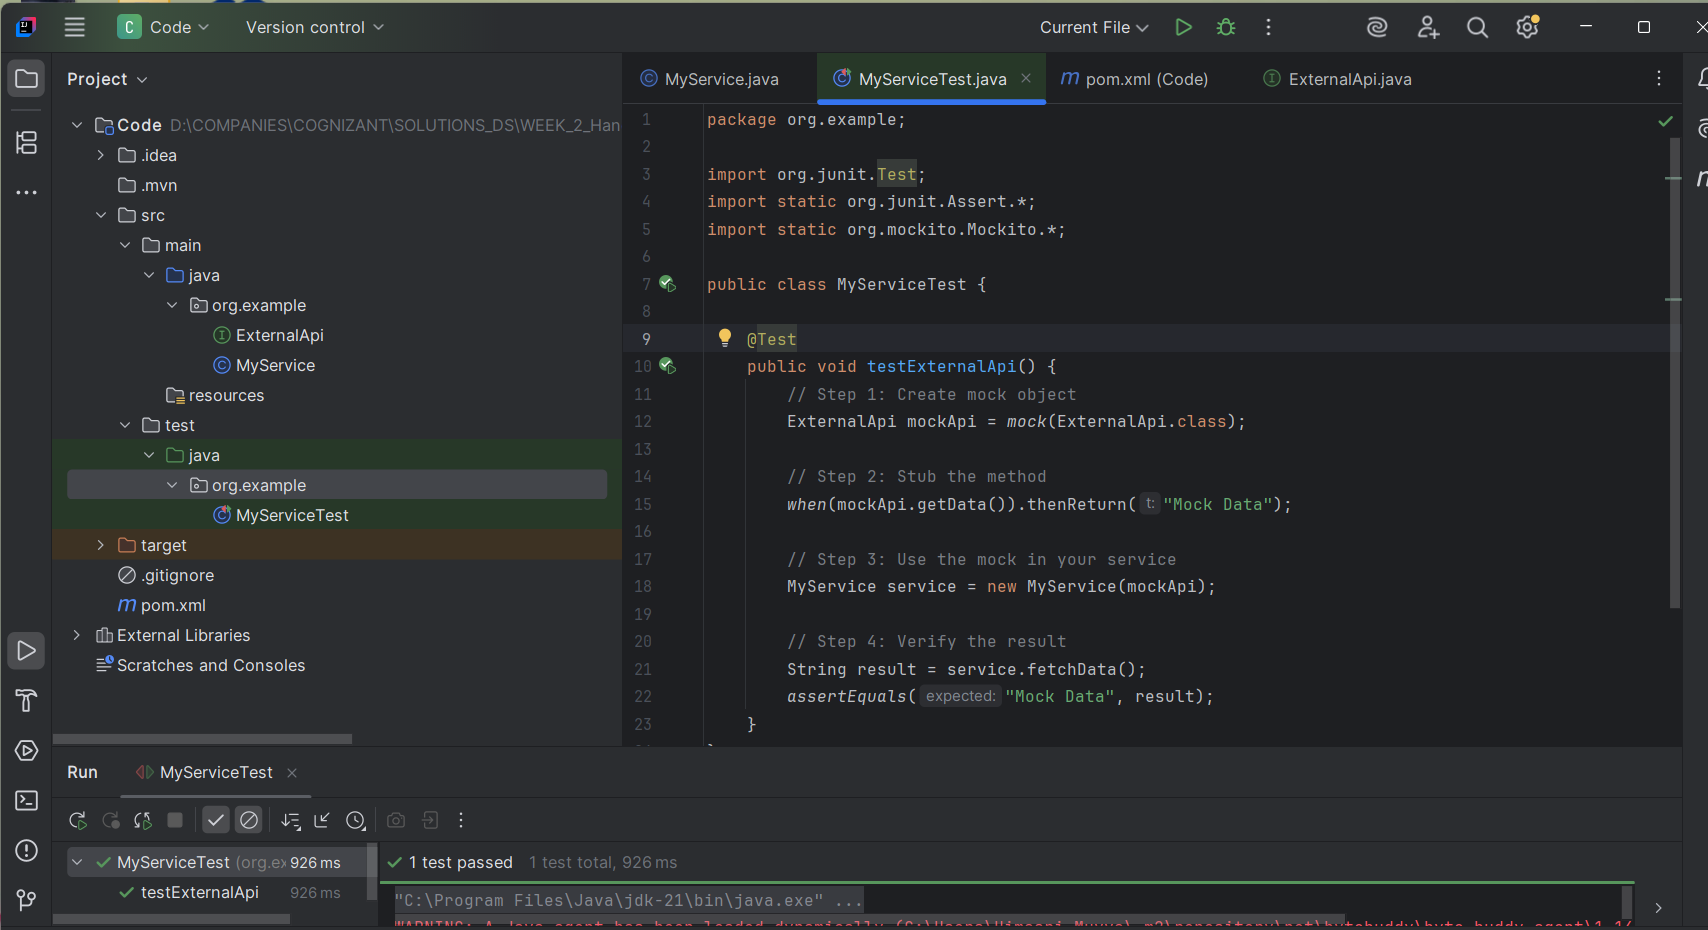 C Code Version control Current File
Project
MyService.java MyServiceTest.java pom.xml (Code) ExternalApi.java
Code D:\COMPANIES\COGNIZANT\SOLUTIONS_DS\WEEK_2_Han
.idea
.mvn
src
main
java
org.example
ExternalApi
MyService
resources
test
java
org.example
MyServiceTest
target
.gitignore
pom.xml
External Libraries
Scratches and Consoles
1 package org.example;
2
3 import org.junit.Test;
4 import static org.junit.Assert.*;
5 import static org.mockito.Mockito.*;
6
7 public class MyServiceTest {
8
9 @Test
10 public void testExternalApi() {
11 // Step 1: Create mock object
12 ExternalApi mockApi = mock(ExternalApi.class);
13
14 // Step 2: Stub the method
15 when(mockApi.getData()).thenReturn( t: "Mock Data");
16
17 // Step 3: Use the mock in your service
18 MyService service = new MyService(mockApi);
19
20 // Step 4: Verify the result
21 String result = service.fetchData();
22 assertEquals( expected: "Mock Data", result);
23 }
Run MyServiceTest
MyServiceTest (org.ex 926 ms
testExternalApi 926 ms
1 test passed 1 test total, 926 ms
"C:\Program Files\Java\jdk-21\bin\java.exe" ...
WARNING: A Java agent has been loaded dynamically